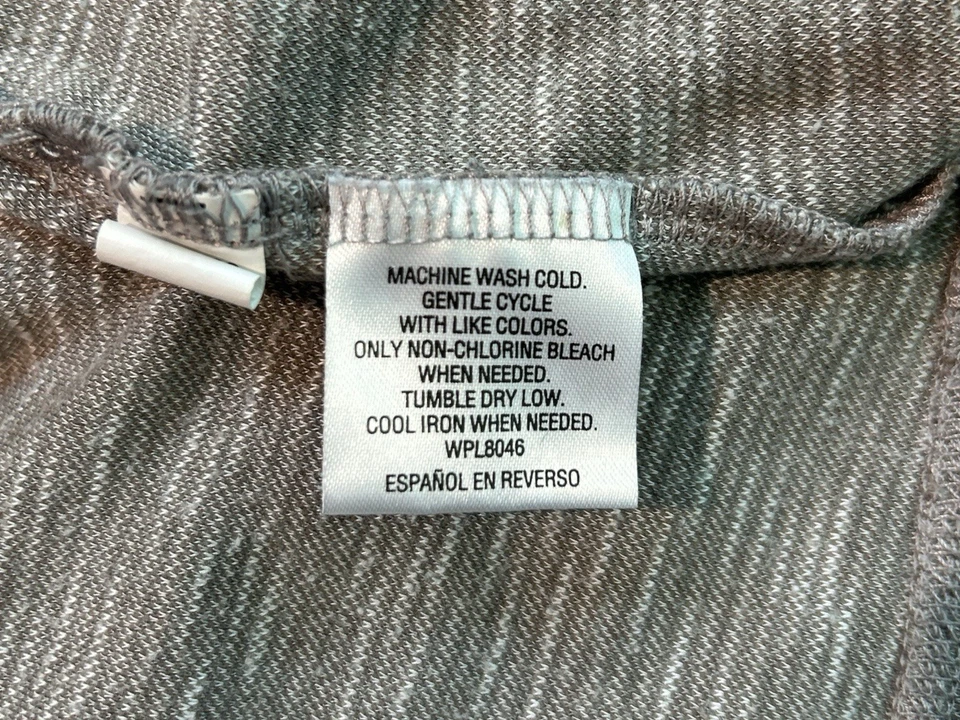 MACHINE WASH COLD.
GENTLE CYCLE
WITH LIKE COLORS.
ONLY NON-CHLORINE BLEACH
WHEN NEEDED.
TUMBLE DRY LOW.
COOL IRON WHEN NEEDED.
WPL8046
ESPAÑOL EN REVERSO